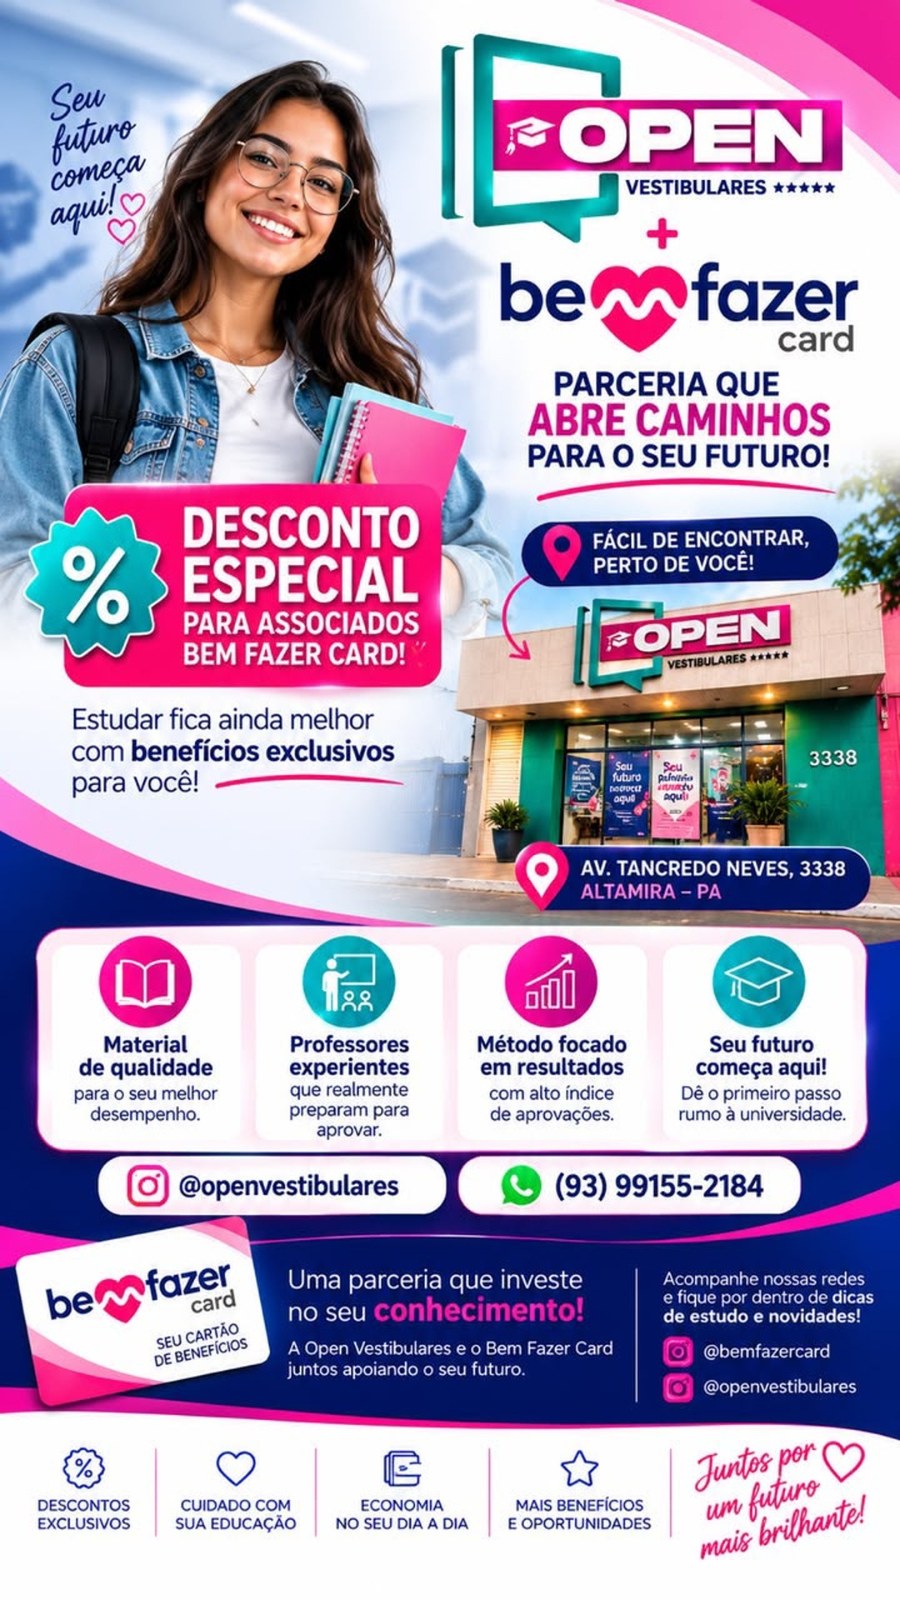 Seu
futuro
começa
aqui!
OPEN
VESTIBULARES
+
bemfazer
card
PARCERIA QUE
ABRE CAMINHOS
PARA O SEU FUTURO!
%
DESCONTO
ESPECIAL
PARA ASSOCIADOS
BEM FAZER CARD!
Estudar fica ainda melhor
com benefícios exclusivos
para você!
FÁCIL DE ENCONTRAR,
PERTO DE VOCÊ!
OPEN
VESTIBULARES
3338
Seu
futuro
aqui!
Seu
aqui!
AV. TANCREDO NEVES, 3338
ALTAMIRA – PA
Material
de qualidade
para o seu melhor
desempenho.
Professores
experientes
que realmente
preparam para
aprovar.
Método focado
em resultados
com alto índice
de aprovações.
Seu futuro
começa aqui!
Dê o primeiro passo
rumo à universidade.
@openvestibulares
(93) 99155-2184
bemfazer
card
SEU CARTÃO
DE BENEFÍCIOS
Uma parceria que investe
no seu conhecimento!
A Open Vestibulares e o Bem Fazer Card
juntos apoiando o seu futuro.
Acompanhe nossas redes
e fique por dentro de dicas
de estudo e novidades!
@bemfazercard
@openvestibulares
DESCONTOS
EXCLUSIVOS
CUIDADO COM
SUA EDUCAÇÃO
ECONOMIA
NO SEU DIA A DIA
MAIS BENEFÍCIOS
E OPORTUNIDADES
Juntos por
um futuro
mais brilhante!